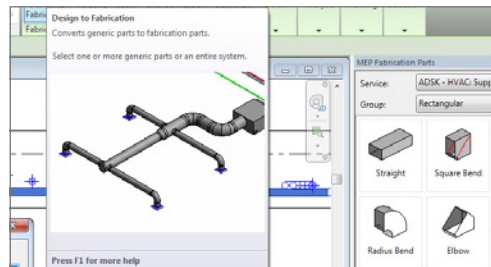 Fabric
Fabric
Design to Fabrication
Converts generic parts to fabrication parts.
Select one or more generic parts or an entire system.
Press F1 for more help
MEP Fabrication Parts
Service:
ADSK - HVAC: Supp
Group:
Rectangular
Straight
Square Bend
Radius Bend
Elbow